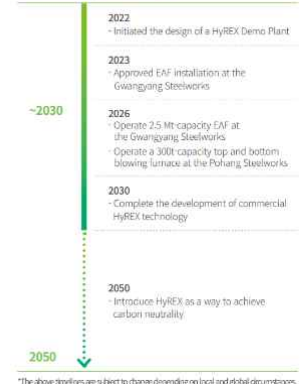 2022
- Initiated the design of a HyREX Demo Plant
2023
- Approved EAF installation at the
Gwangyang Steelworks
~2030
2026
- Operate 2.5 Mt-capacity EAF at
the Gwangyang Steelworks
- Operate a 300t-capacity top and bottom
blowing furnace at the Pohang Steelworks
2030
- Complete the development of commercial
HyREX technology
2050
- Introduce HyREX as a way to achieve
carbon neutrality
2050
*The above timelines are subject to change depending on local and global circumstances.